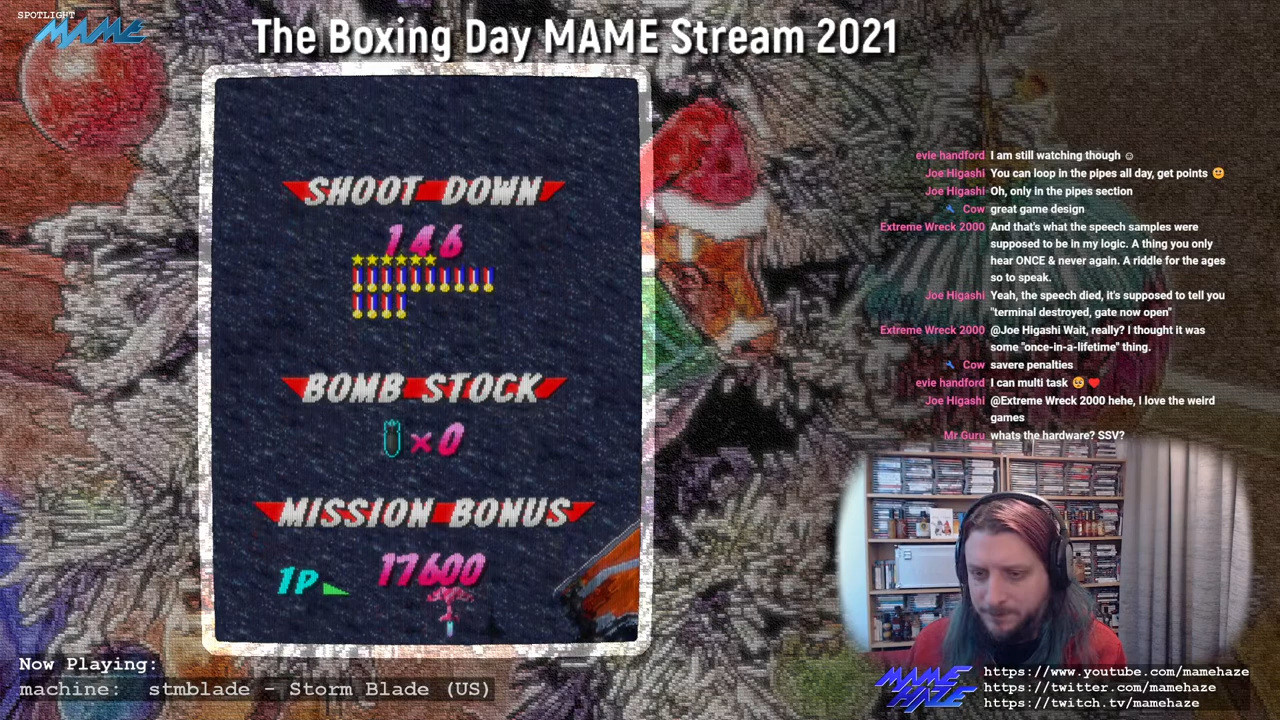 SPOTLIGHT
MAME
The Boxing Day MAME Stream 2021
SHOOT DOWN
146
BOMB STOCK
×0
MISSION BONUS
1P 17600
evie handford I am still watching though ☺
Joe Higashi You can loop in the pipes all day, get points 🙂
Joe Higashi Oh, only in the pipes section
Cow great game design
Extreme Wreck 2000 And that's what the speech samples were
supposed to be in my logic. A thing you only
hear ONCE & never again. A riddle for the ages
so to speak.
Joe Higashi Yeah, the speech died, it's supposed to tell you
"terminal destroyed, gate now open"
Extreme Wreck 2000 @Joe Higashi Wait, really? I thought it was
some "once-in-a-lifetime" thing.
Cow savere penalties
evie handford I can multi task 😉❤️
Joe Higashi @Extreme Wreck 2000 hehe, I love the weird
games
Mr Guru whats the hardware? SSV?
Now Playing:
machine: stmblade - Storm Blade (US)
MAME
HAZE
https://www.youtube.com/mamehaze
https://twitter.com/mamehaze
https://twitch.tv/mamehaze